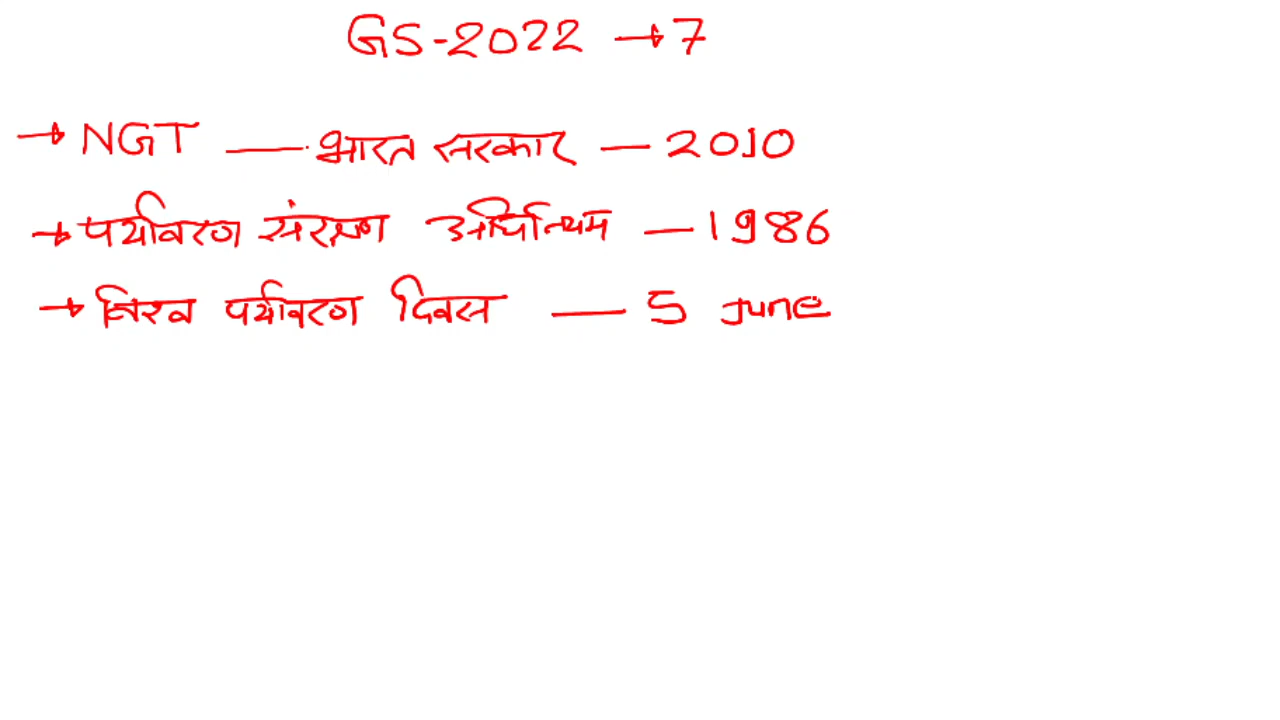 GS-2022 → 7
→ NGT — भारत सरकार — 2010
→ पर्यावरण संरक्षण अधिनियम — 1986
→ विश्व पर्यावरण दिवस — 5 June